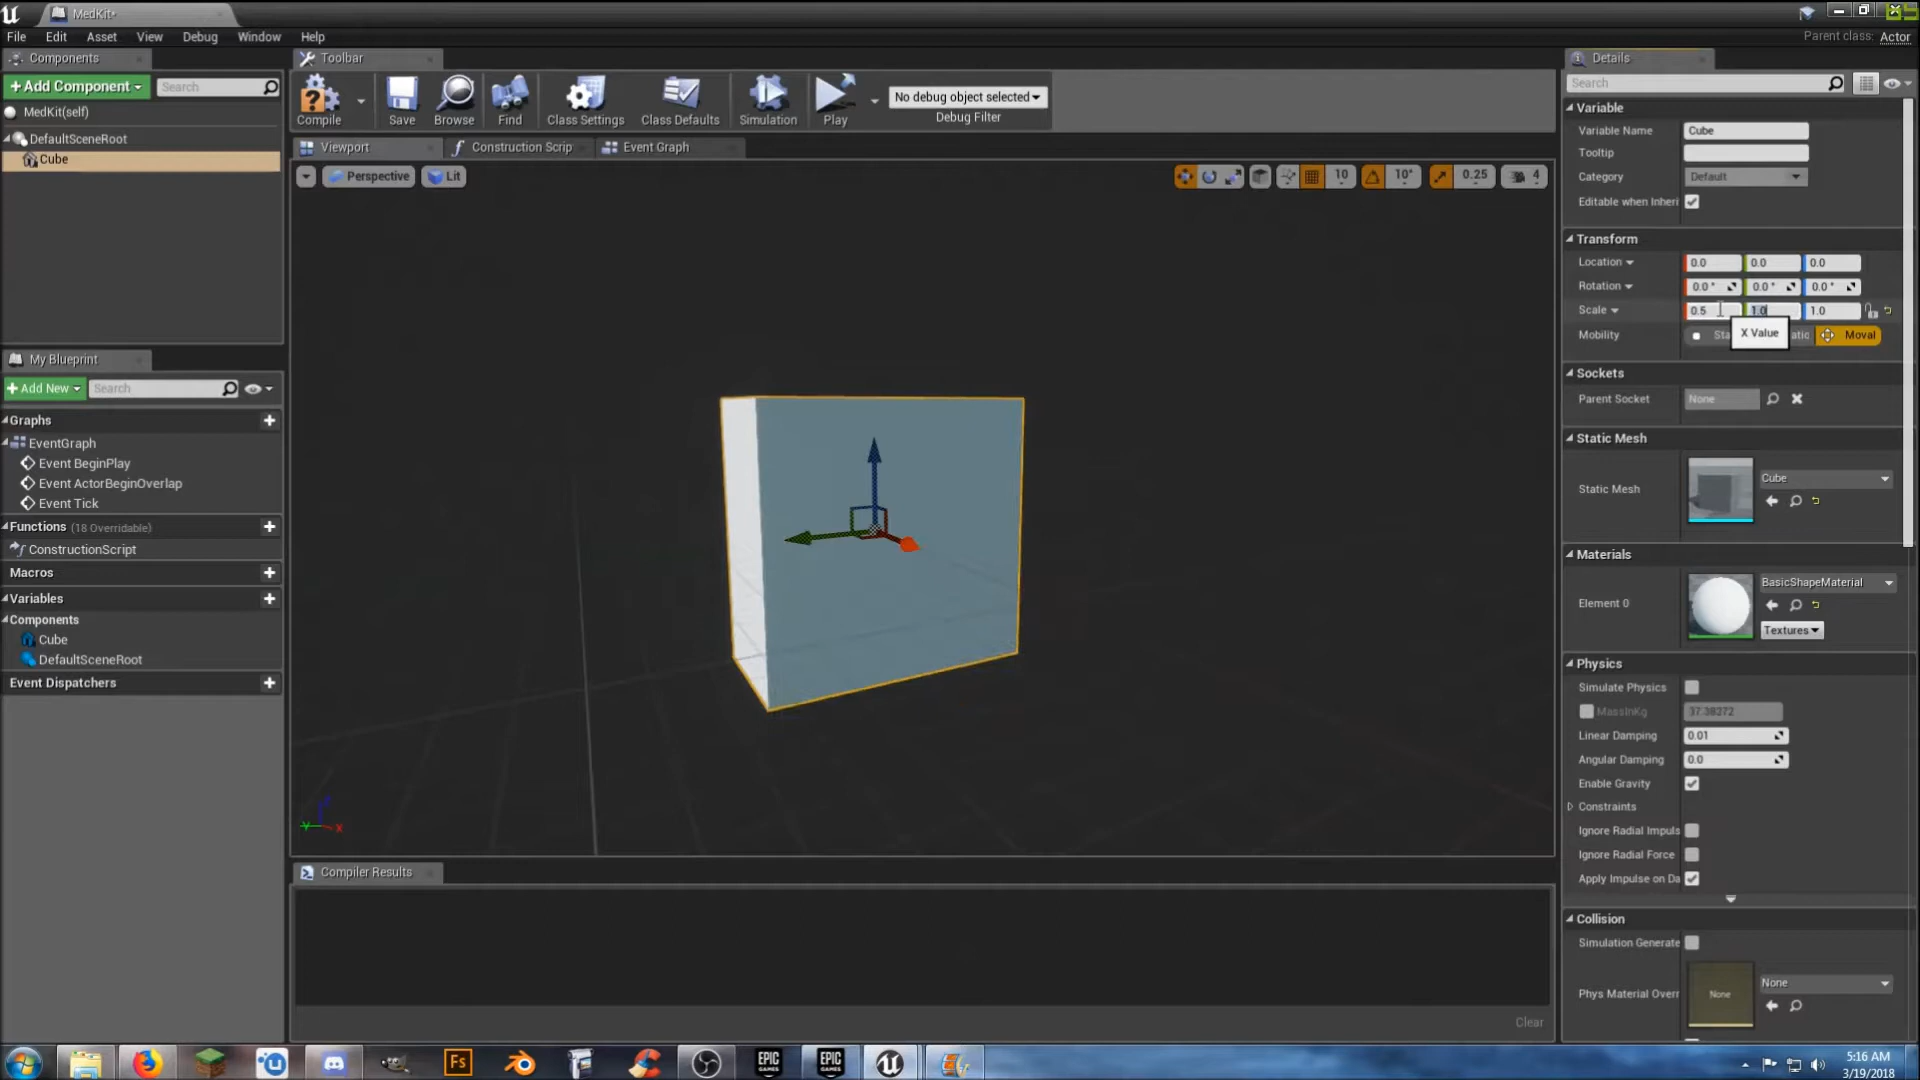 MedKit*
File Edit Asset View Debug Window Help
Parent class: Actor
Components
+Add Component
Search
MedKit(self)
DefaultSceneRoot
Cube
My Blueprint
+Add New
Search
Graphs
EventGraph
Event BeginPlay
Event ActorBeginOverlap
Event Tick
Functions (18 Overridable)
ConstructionScript
Macros
Variables
Components
Cube
DefaultSceneRoot
Event Dispatchers
Toolbar
Compile Save Browse Find Class Settings Class Defaults Simulation Play
No debug object selected
Debug Filter
Viewport Construction Scrip Event Graph
Perspective Lit
10 10° 0.25 4
Z
Y X
Compiler Results
Clear
Details
Search
Variable
Variable Name Cube
Tooltip
Category Default
Editable when Inheri
Transform
Location 0.0 0.0 0.0
Rotation 0.0 ° 0.0 ° 0.0 °
Scale 0.5 1.0 1.0
X Value
Mobility Sta atic Moval
Sockets
Parent Socket None
Static Mesh
Static Mesh Cube
Materials
Element 0 BasicShapeMaterial
Textures
Physics
Simulate Physics
MassInKg 37.38272
Linear Damping 0.01
Angular Damping 0.0
Enable Gravity
Constraints
Ignore Radial Impuls
Ignore Radial Force
Apply Impulse on Da
Collision
Simulation Generate
Phys Material Overr None None
Fs
EPIC GAMES
EPIC GAMES
5:16 AM
3/19/2018